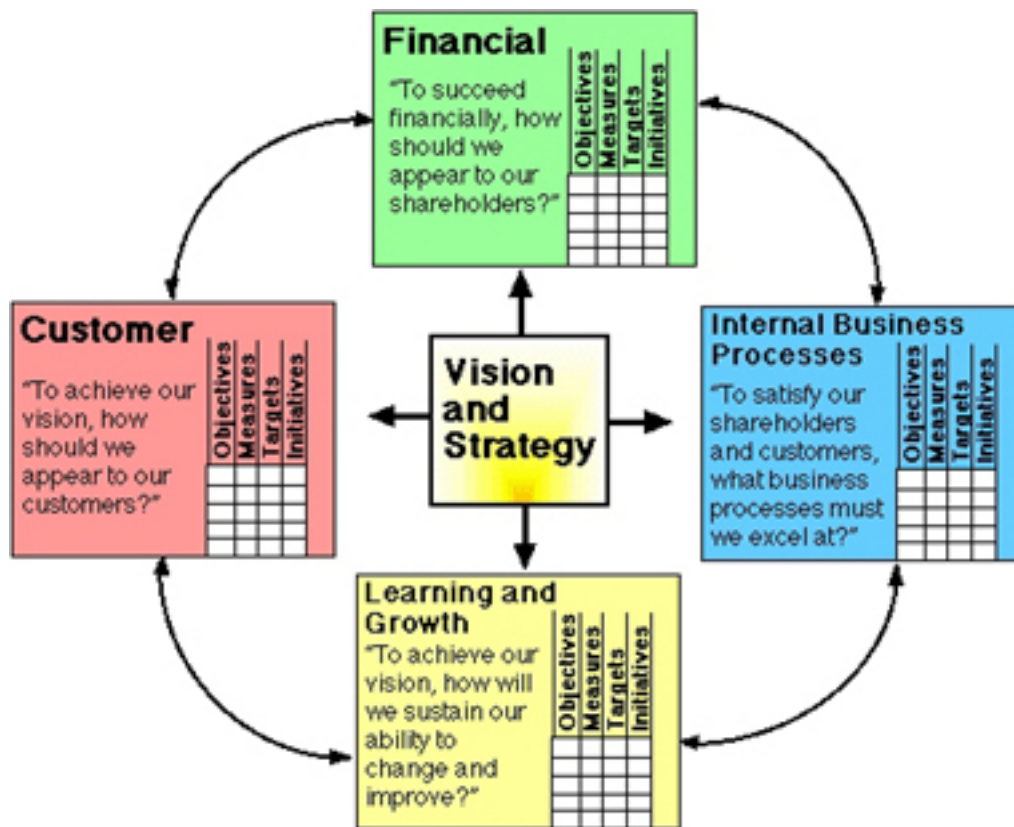 Financial
"To succeed
financially, how
should we
appear to our
shareholders?"
Objectives
Measures
Targets
Initiatives
Customer
"To achieve our
vision, how
should we
appear to our
customers?"
Objectives
Measures
Targets
Initiatives
Vision
and
Strategy
Internal Business
Processes
"To satisfy our
shareholders
and customers,
what business
processes must
we excel at?"
Objectives
Measures
Targets
Initiatives
Learning and
Growth
"To achieve our
vision, how will
we sustain our
ability to
change and
improve?"
Objectives
Measures
Targets
Initiatives